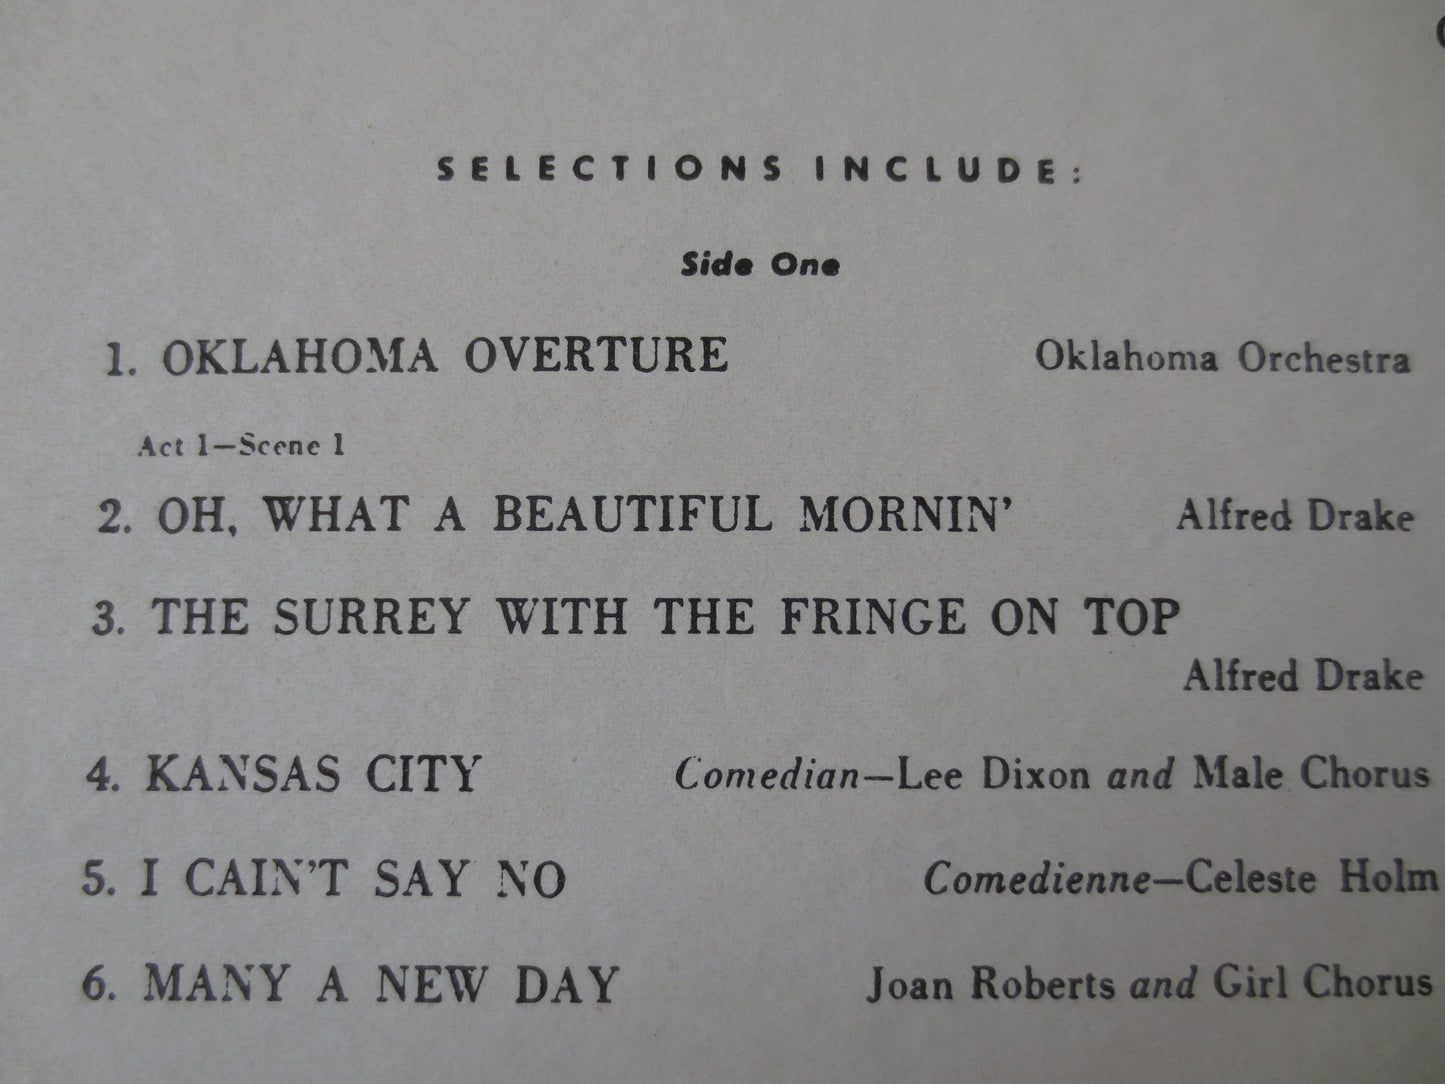 SELECTIONS INCLUDE:
Side One
1. OKLAHOMA OVERTURE Oklahoma Orchestra
Act 1—Scene 1
2. OH, WHAT A BEAUTIFUL MORNIN' Alfred Drake
3. THE SURREY WITH THE FRINGE ON TOP
Alfred Drake
4. KANSAS CITY Comedian—Lee Dixon and Male Chorus
5. I CAIN'T SAY NO Comedienne—Celeste Holm
6. MANY A NEW DAY Joan Roberts and Girl Chorus